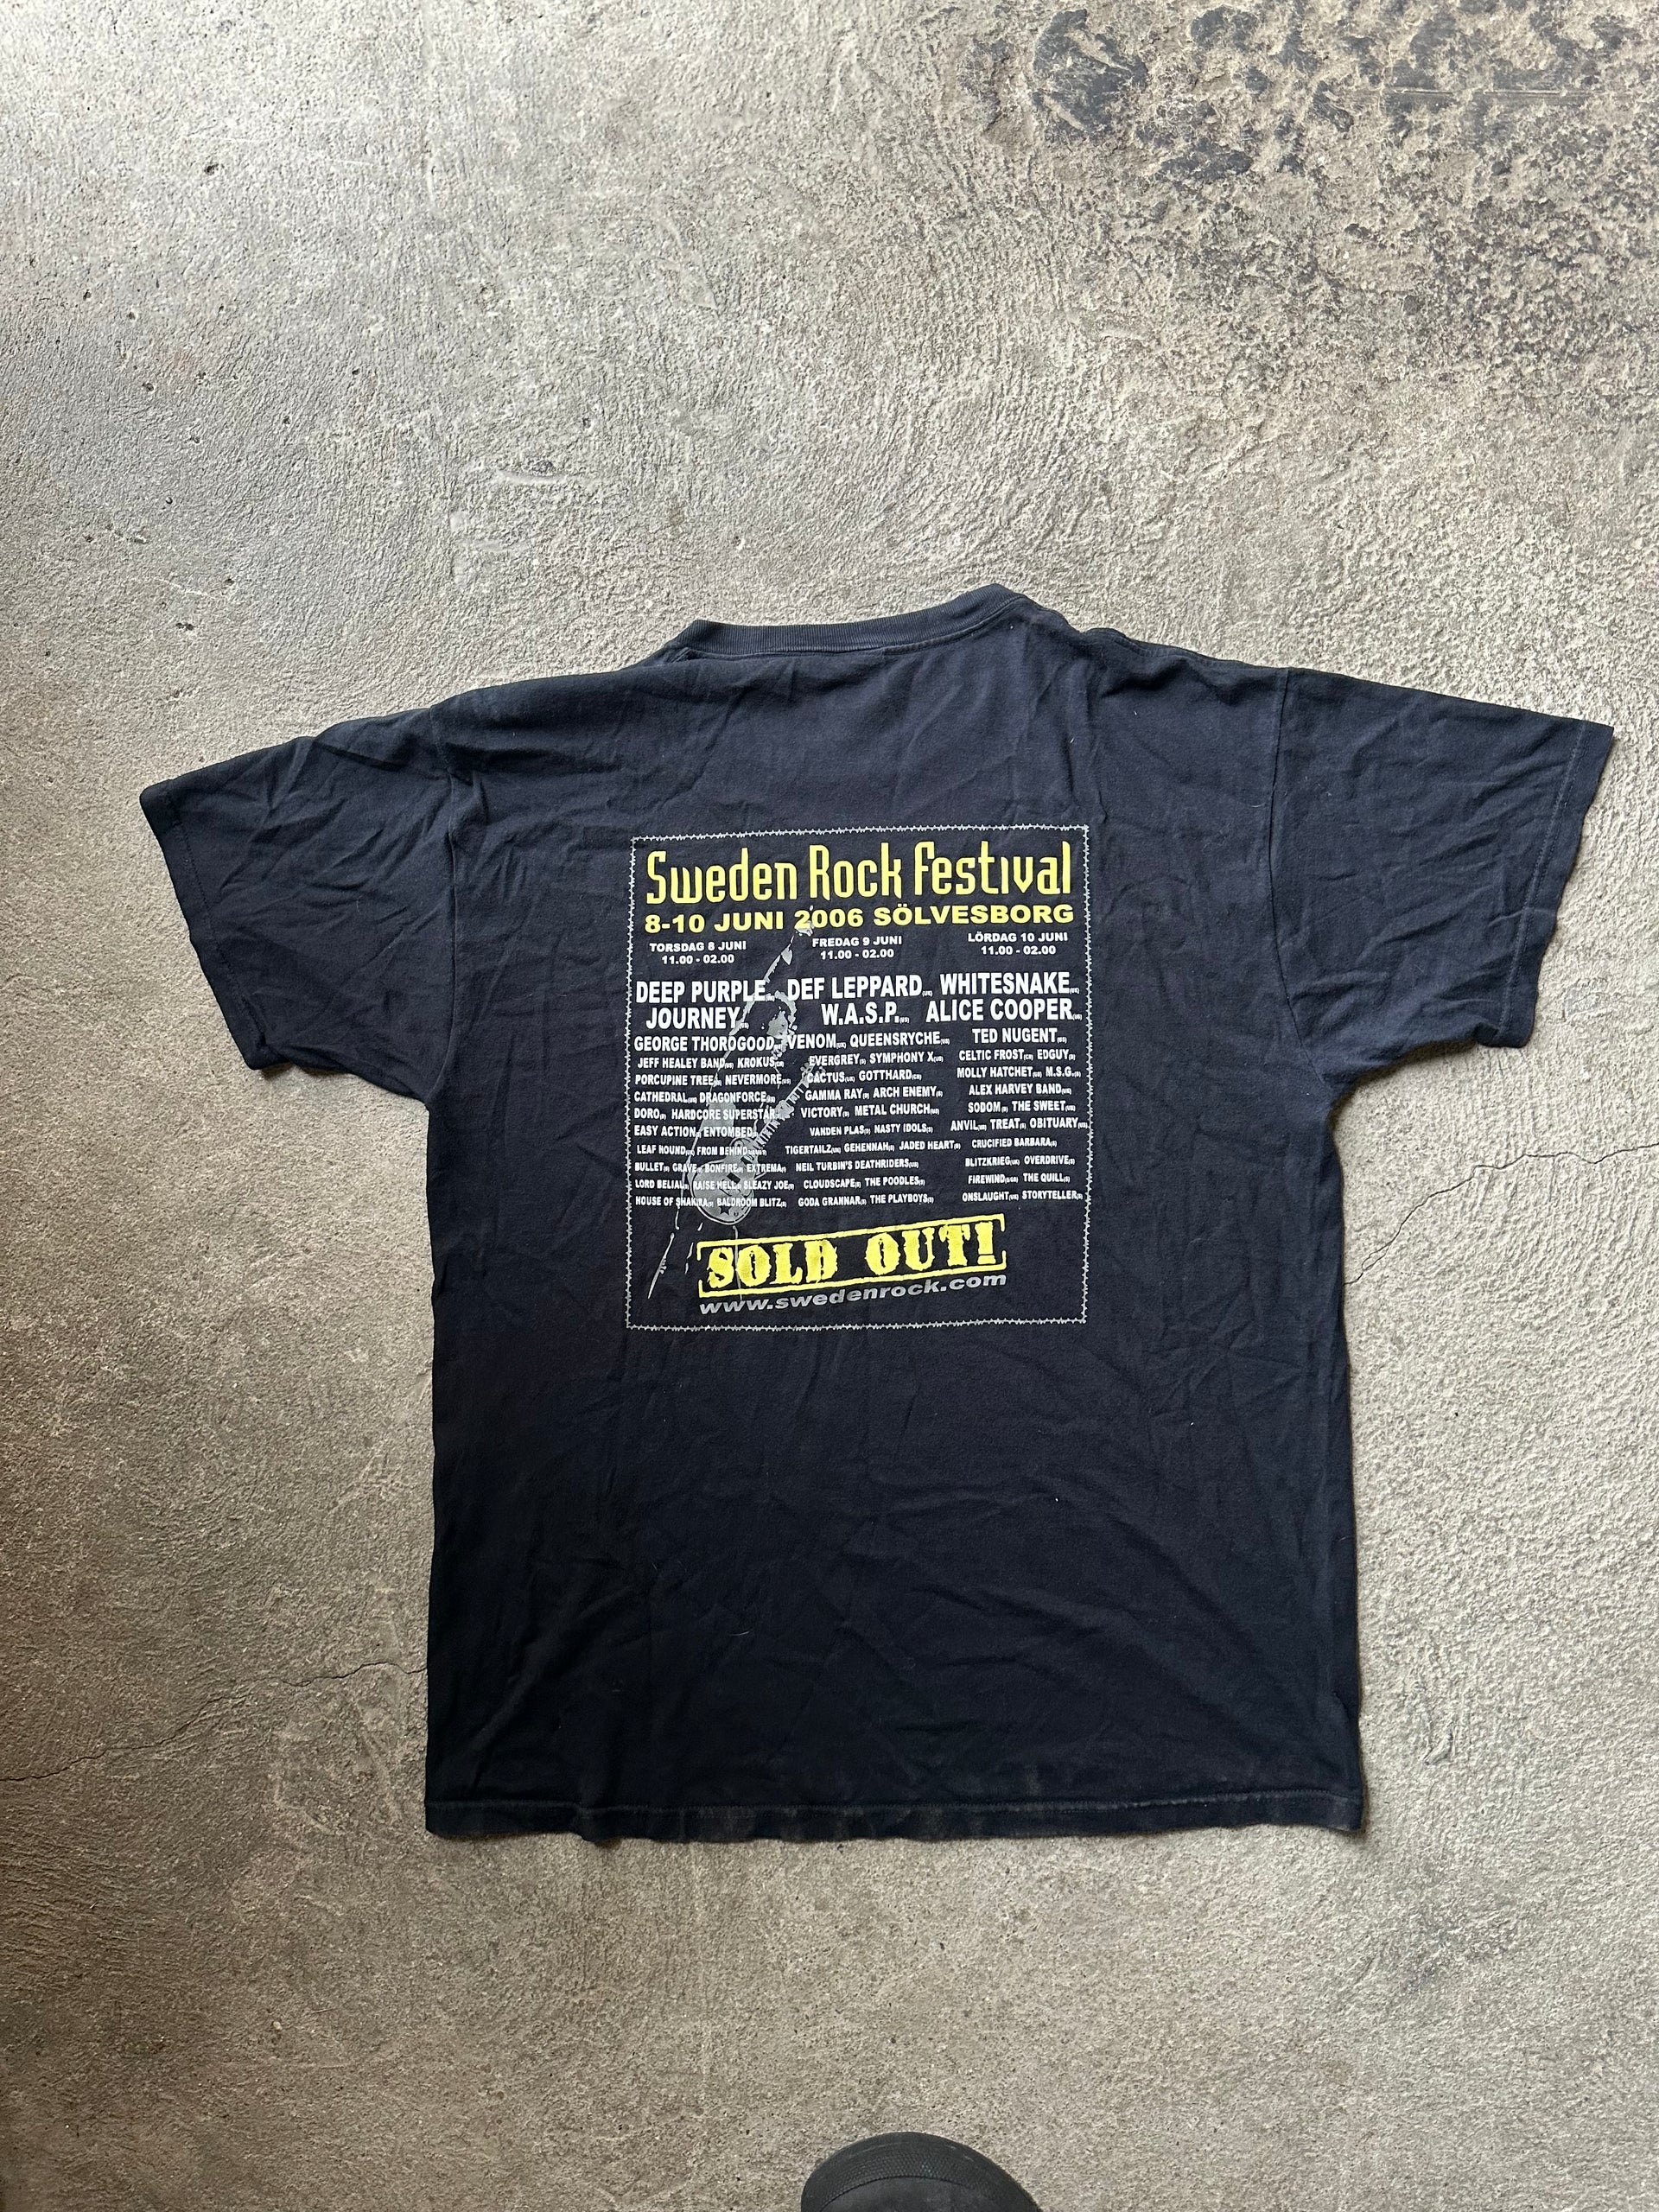 Sweden Rock Festival
8-10 JUNI 2006 SÖLVESBORG
TORSDAG 8 JUNI
11.00 - 02.00
FREDAG 9 JUNI
11.00 - 02.00
LÖRDAG 10 JUNI
11.00 - 02.00
DEEP PURPLE DEF LEPPARD WHITESNAKE
JOURNEY W.A.S.P. ALICE COOPER
GEORGE THOROGOOD VENOM QUEENSRYCHE TED NUGENT
JEFF HEALEY BAND KROKUS EVERGREY SYMPHONY X CELTIC FROST EDGUY
PORCUPINE TREE NEVERMORE CACTUS GOTTHARD MOLLY HATCHET M.S.G.
CATHEDRAL DRAGONFORCE GAMMA RAY ARCH ENEMY ALEX HARVEY BAND
DORO HARDCORE SUPERSTAR VICTORY METAL CHURCH SODOM THE SWEET
EASY ACTION ENTOMBED VANDEN PLAS NASTY IDOLS ANVIL TREAT OBITUARY
LEAF HOUND FROM BEHIND TIGERTAILZ GEHENNAH JADED HEART CRUCIFIED BARBARA
BULLET GRAVE BONFIRE EXTREMA NEIL TURBIN'S DEATHRIDERS BLITZKRIEG OVERDRIVE
LORD BELIAL RAISE HELL SLEAZY JOE CLOUDSCAPE THE POODLES FIREWIND THE QUILL
HOUSE OF SHAKIRA BALDROOM BLITZ GODA GRANNAR THE PLAYBOYS ONSLAUGHT STORYTELLER
SOLD OUT!
www.swedenrock.com